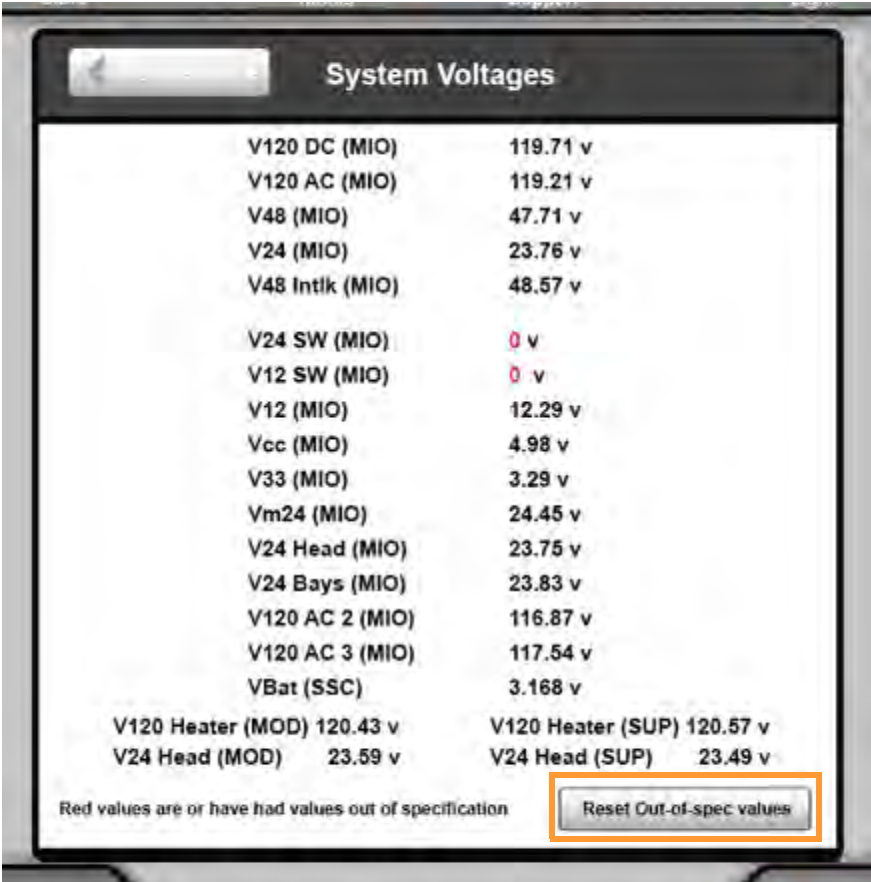 System Voltages
V120 DC (MIO) 119.71 v
V120 AC (MIO) 119.21 v
V48 (MIO) 47.71 v
V24 (MIO) 23.76 v
V48 Intlk (MIO) 48.57 v
V24 SW (MIO) 0 v
V12 SW (MIO) 0 v
V12 (MIO) 12.29 v
Vcc (MIO) 4.98 v
V33 (MIO) 3.29 v
Vm24 (MIO) 24.45 v
V24 Head (MIO) 23.75 v
V24 Bays (MIO) 23.83 v
V120 AC 2 (MIO) 116.87 v
V120 AC 3 (MIO) 117.54 v
VBat (SSC) 3.168 v
V120 Heater (MOD) 120.43 v V120 Heater (SUP) 120.57 v
V24 Head (MOD) 23.59 v V24 Head (SUP) 23.49 v
Red values are or have had values out of specification Reset Out-of-spec values